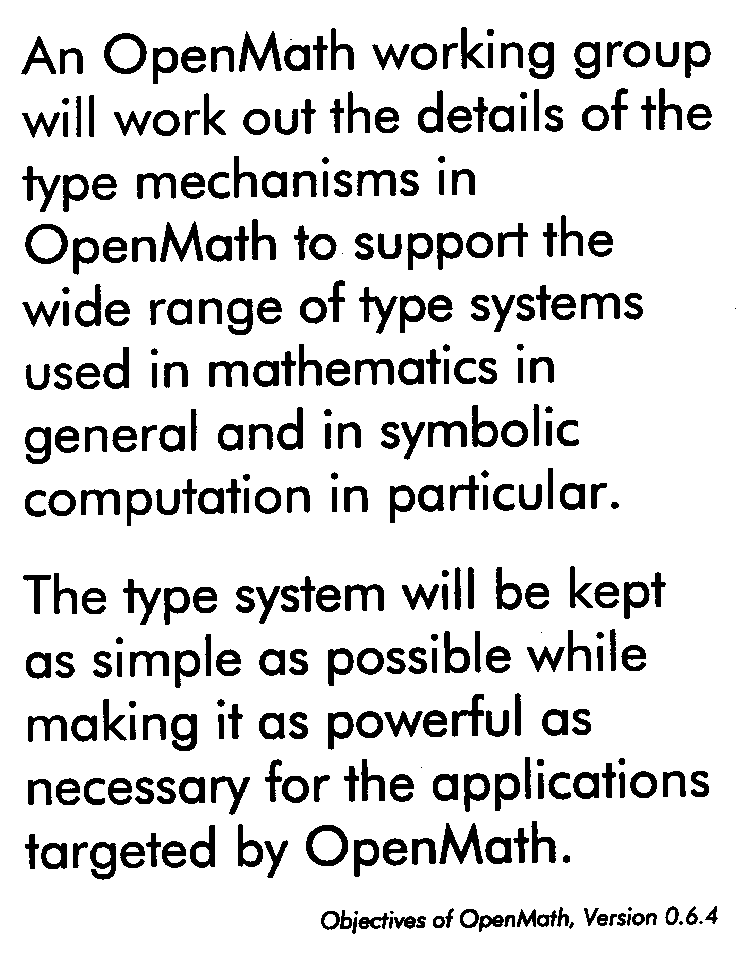 An OpenMath working group
will work out the details of the
type mechanisms in
OpenMath to support the
wide range of type systems
used in mathematics in
general and in symbolic
computation in particular.
The type system will be kept
as simple as possible while
making it as powerful as
necessary for the applications
targeted by OpenMath.
Objectives of OpenMath, Version 0.6.4